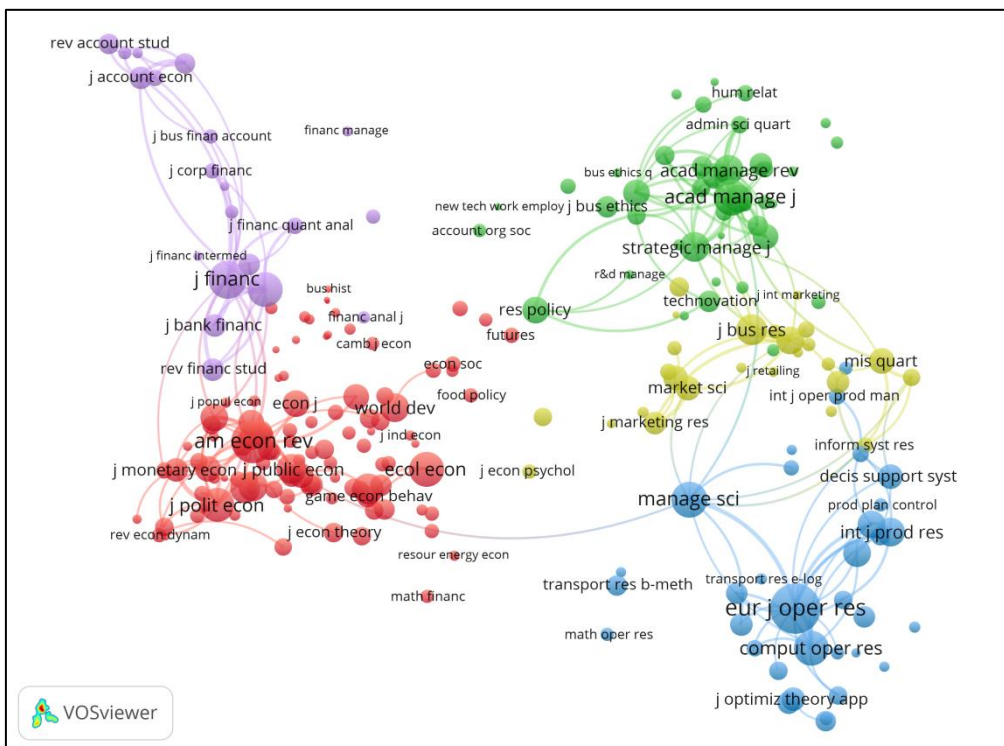 rev account stud
j account econ
hum relat
admin sci quart
financ manage
j bus finan account
j corp financ
bus ethics q
acad manage rev
acad manage j
new tech work employ
j bus ethics
j financ quant anal
account org soc
strategic manage j
j financ intermed
j financ
r&d manage
bus hist
j int marketing
technovation
res policy
financ anal j
j bank financ
j bus res
camb j econ
futures
mis quart
rev financ stud
econ soc
j retailing
market sci
j popul econ
food policy
int j oper prod man
econ j
world dev
j marketing res
j ind econ
am econ rev
inform syst res
j monetary econ
j public econ
ecol econ
j econ psychol
decis support syst
game econ behav
manage sci
prod plan control
j polit econ
rev econ dynam
j econ theory
int j prod res
resour energy econ
transport res b-meth
transport res e-log
math financ
eur j oper res
math oper res
comput oper res
j optimiz theory app
VOSviewer